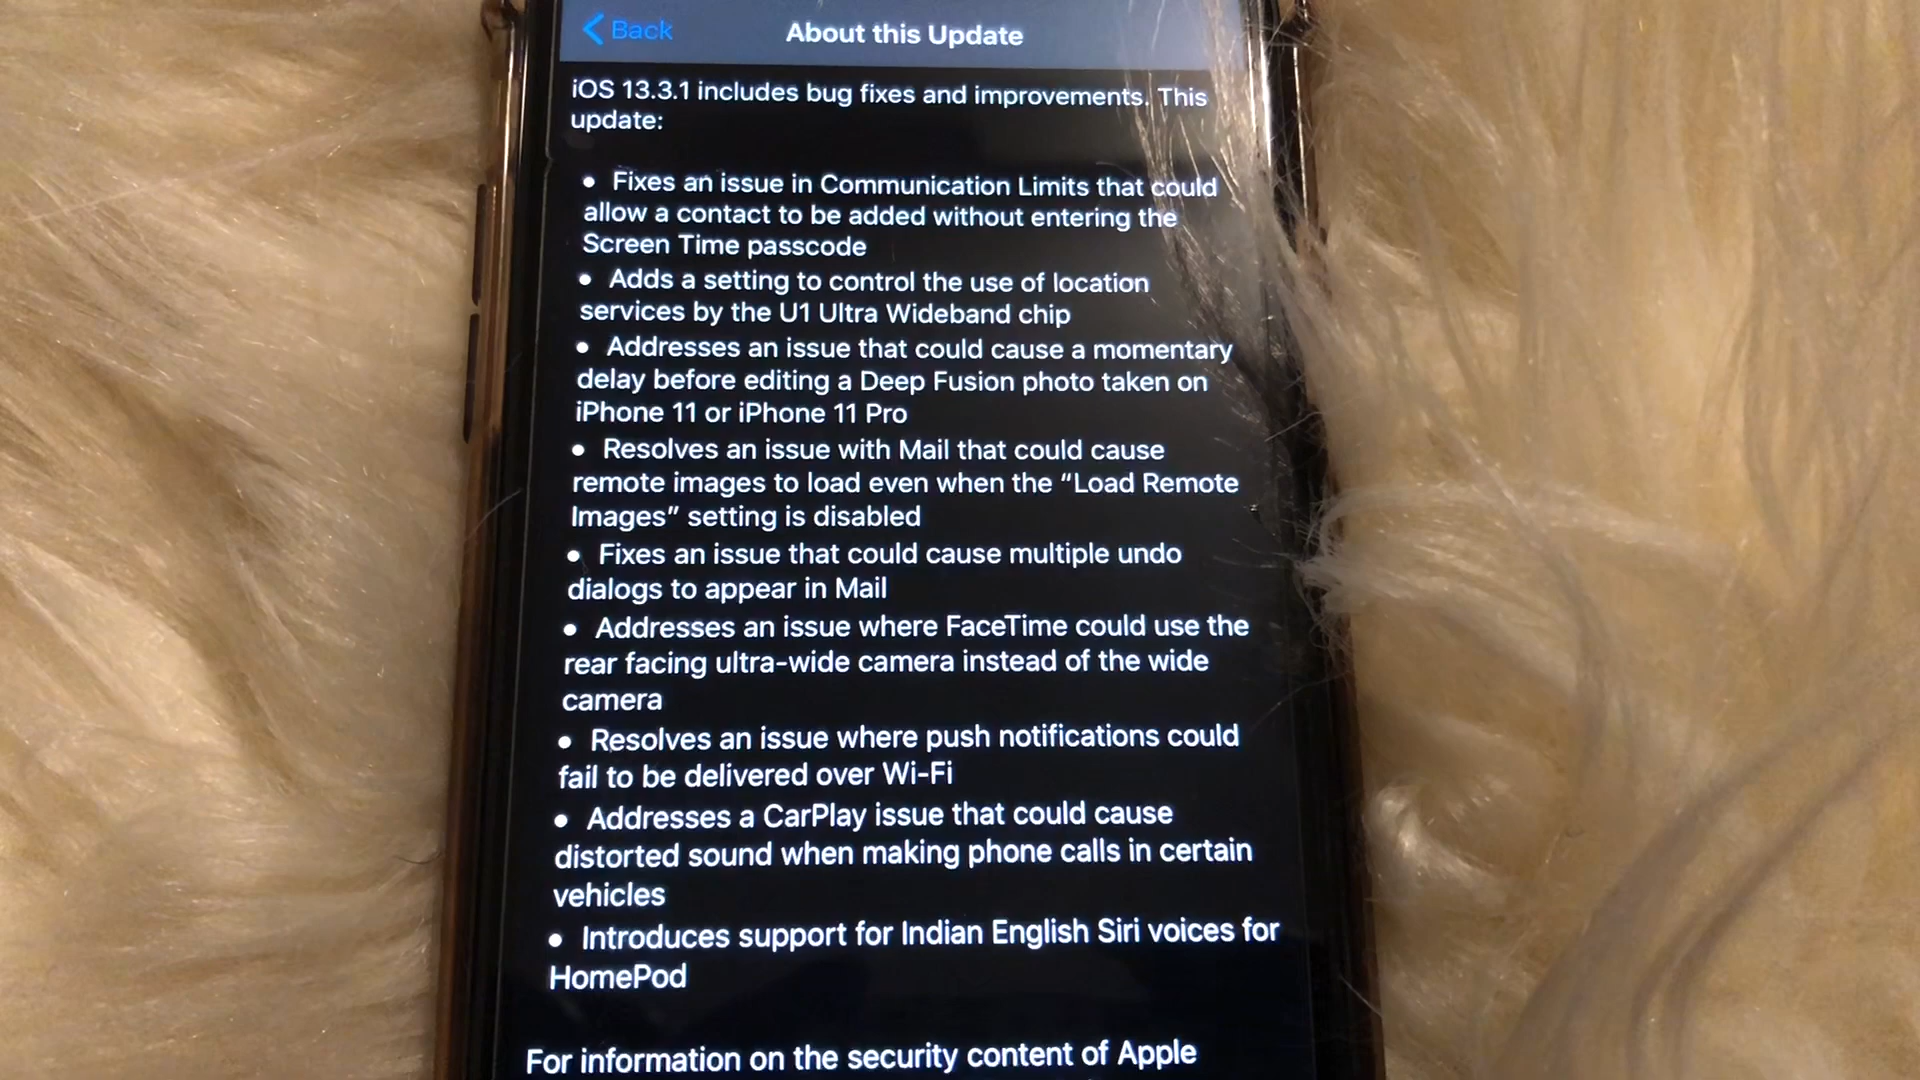 Back
About this Update
iOS 13.3.1 includes bug fixes and improvements. This
update:
• Fixes an issue in Communication Limits that could
allow a contact to be added without entering the
Screen Time passcode
• Adds a setting to control the use of location
services by the U1 Ultra Wideband chip
• Addresses an issue that could cause a momentary
delay before editing a Deep Fusion photo taken on
iPhone 11 or iPhone 11 Pro
• Resolves an issue with Mail that could cause
remote images to load even when the “Load Remote
Images” setting is disabled
• Fixes an issue that could cause multiple undo
dialogs to appear in Mail
• Addresses an issue where FaceTime could use the
rear facing ultra-wide camera instead of the wide
camera
• Resolves an issue where push notifications could
fail to be delivered over Wi-Fi
• Addresses a CarPlay issue that could cause
distorted sound when making phone calls in certain
vehicles
• Introduces support for Indian English Siri voices for
HomePod
For information on the security content of Apple